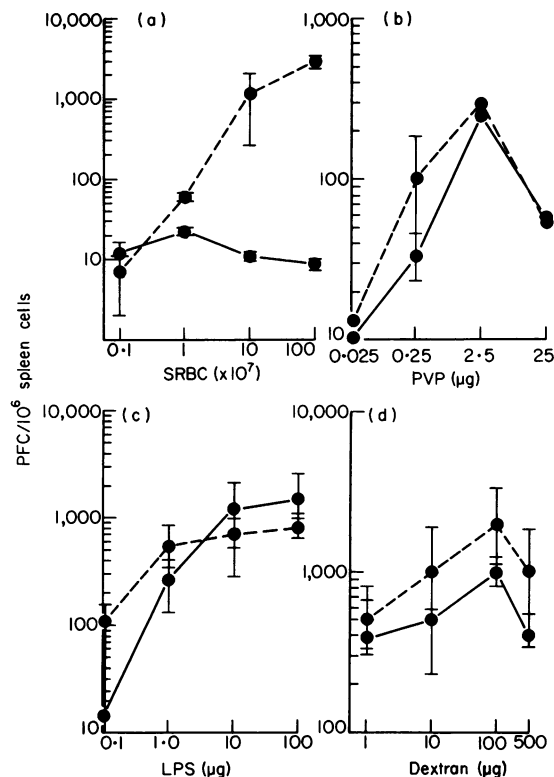 PFC/10⁶ spleen cells
(a)
10,000
1,000
100
10
0·1 1 10 100
SRBC (x10⁷)
(b)
1,000
100
10
0·025 0·25 2·5 25
PVP (µg)
(c)
10,000
1,000
100
10
0·1 1·0 10 100
LPS (µg)
(d)
10,000
1,000
100
1 10 100 500
Dextran (µg)